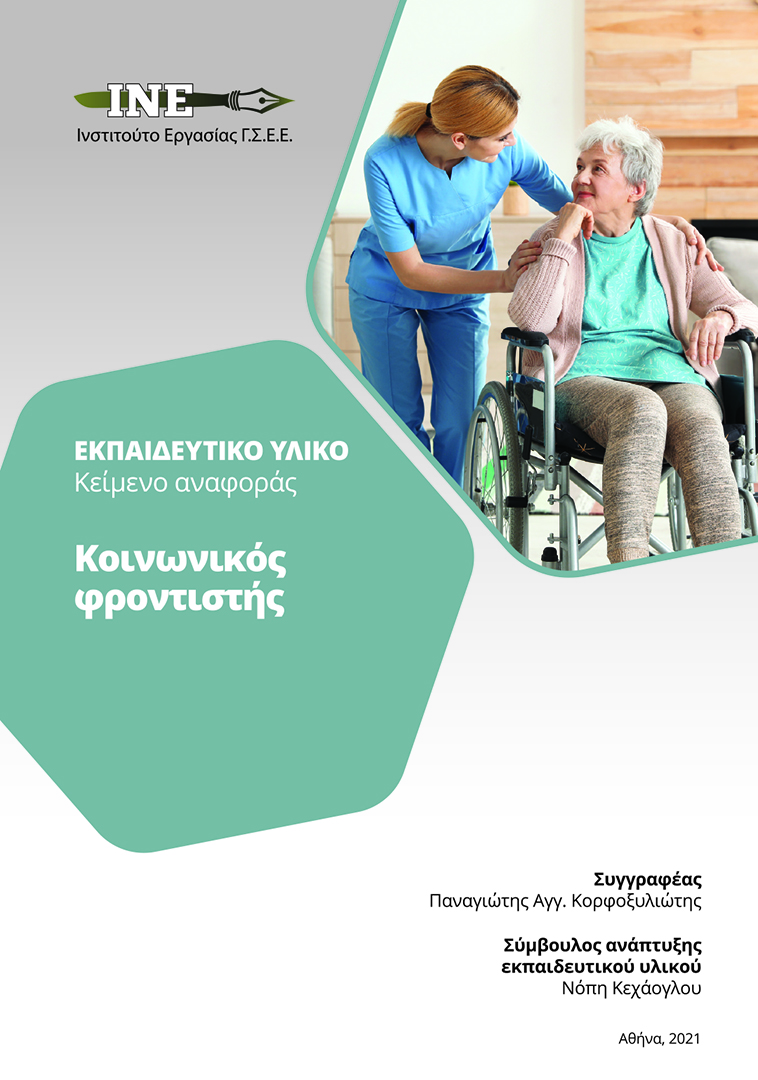 ΙΝΕ
Ινστιτούτο Εργασίας Γ.Σ.Ε.Ε.
ΕΚΠΑΙΔΕΥΤΙΚΟ ΥΛΙΚΟ
Κείμενο αναφοράς
Κοινωνικός
φροντιστής
Συγγραφέας
Παναγιώτης Αγγ. Κορφοξυλιώτης
Σύμβουλος ανάπτυξης
εκπαιδευτικού υλικού
Νόπη Κεχάογλου
Αθήνα, 2021